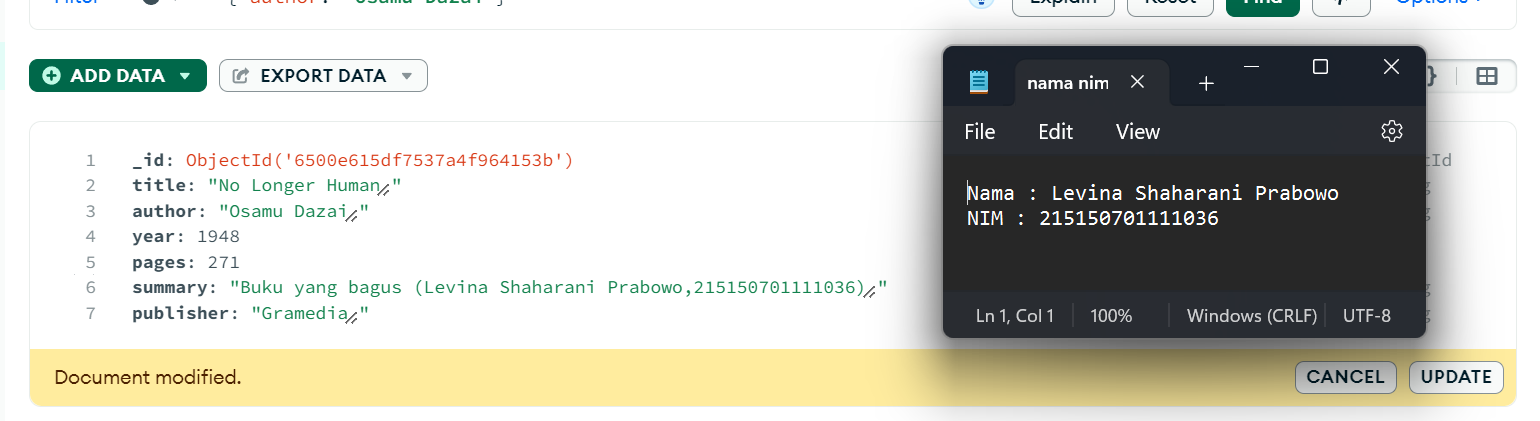 Filter { author: "Osamu Dazai" } Explain Reset Find Options
ADD DATA EXPORT DATA
1 _id: ObjectId('6500e615df7537a4f964153b')
2 title: "No Longer Human"
3 author: "Osamu Dazai"
4 year: 1948
5 pages: 271
6 summary: "Buku yang bagus (Levina Shaharani Prabowo,215150701111036)"
7 publisher: "Gramedia"
Document modified.
CANCEL UPDATE
nama nim
File Edit View
Nama : Levina Shaharani Prabowo
NIM : 215150701111036
Ln 1, Col 1 100% Windows (CRLF) UTF-8